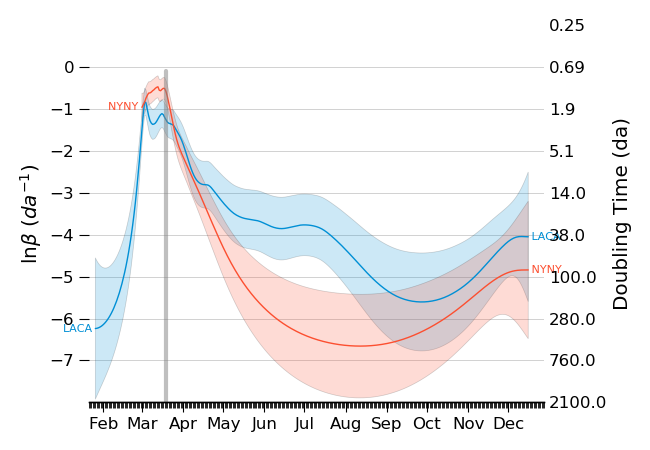 0.25
0 0.69
NYNY −1 1.9
−2 5.1
−3 14.0
−4 LACA 38.0
−5 NYNY 100.0
−6 LACA 280.0
−7 760.0
2100.0
Feb Mar Apr May Jun Jul Aug Sep Oct Nov Dec
lnβ (da⁻¹)
Doubling Time (da)